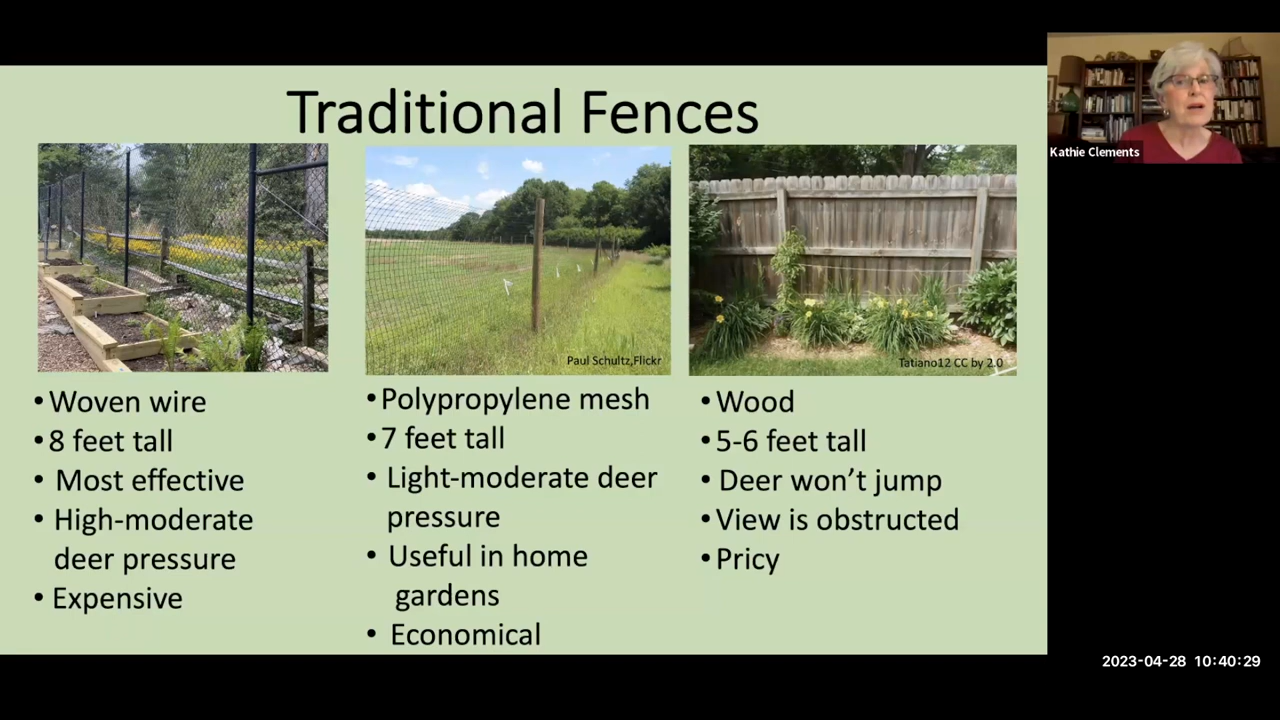 Traditional Fences
Kathie Clements
Paul Schultz,Flickr
Tatiano12 CC by 2.0
•Woven wire
•8 feet tall
• Most effective
• High-moderate
deer pressure
• Expensive
•Polypropylene mesh
•7 feet tall
• Light-moderate deer
pressure
• Useful in home
gardens
• Economical
•Wood
•5-6 feet tall
• Deer won’t jump
•View is obstructed
•Pricy
2023-04-28 10:40:29